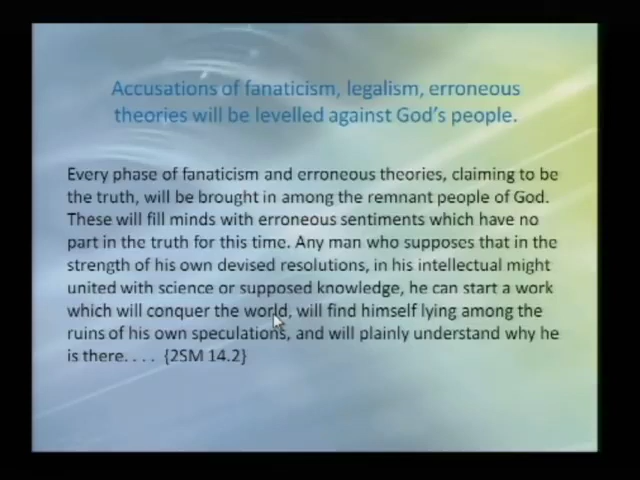 Accusations of fanaticism, legalism, erroneous
theories will be levelled against God's people.
Every phase of fanaticism and erroneous theories, claiming to be
the truth, will be brought in among the remnant people of God.
These will fill minds with erroneous sentiments which have no
part in the truth for this time. Any man who supposes that in the
strength of his own devised resolutions, in his intellectual might
united with science or supposed knowledge, he can start a work
which will conquer the world, will find himself lying among the
ruins of his own speculations, and will plainly understand why he
is there. . . .  {2SM 14.2}